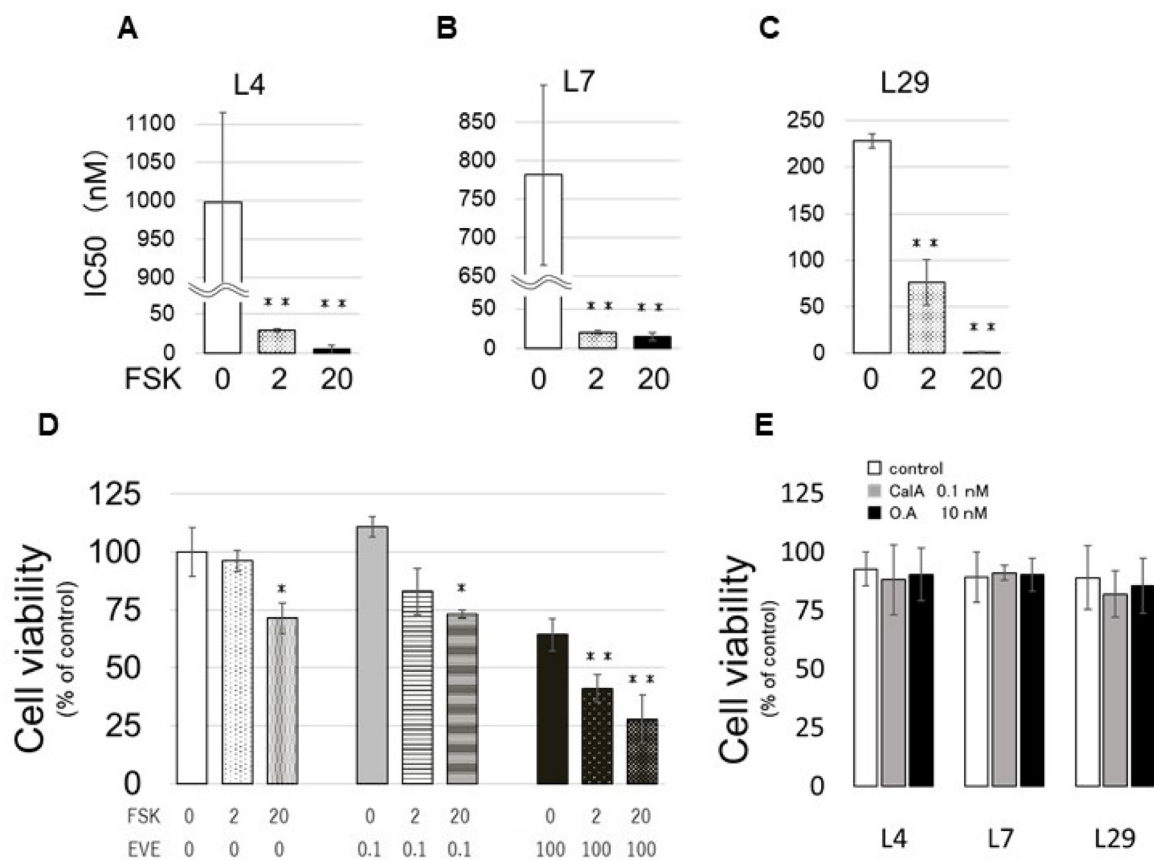 A
B
C
L4
L7
L29
IC50 (nM)
1100
1050
1000
950
900
50
0
850
800
750
700
650
50
0
250
200
150
100
50
0
* *
* *
* *
* *
* *
* *
FSK 0 2 20
0 2 20
0 2 20
D
E
Cell viability
(% of control)
125
100
75
50
25
0
*
*
* *
* *
FSK 0 2 20 0 2 20 0 2 20
EVE 0 0 0 0.1 0.1 0.1 100 100 100
control
CalA 0.1 nM
O.A 10 nM
Cell viability
(% of control)
125
100
75
50
25
0
L4 L7 L29